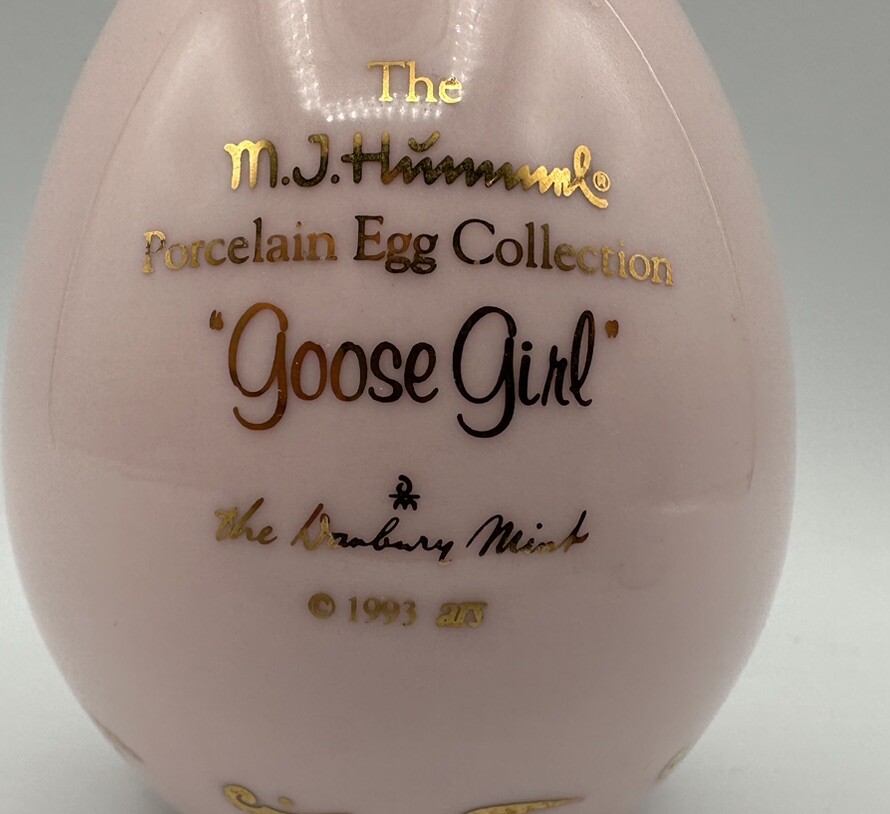 The
M.J.Hummel®
Porcelain Egg Collection
"Goose Girl"
the Danbury Mint
© 1993 ars